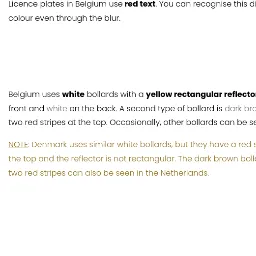 Licence plates in Belgium use red text. You can recognise this di
colour even through the blur.
Belgium uses white bollards with a yellow rectangular reflector
front and white on the back. A second type of bollard is dark bro
two red stripes at the top. Occasionally, other bollards can be se
NOTE: Denmark uses similar white bollards, but they have a red s
the top and the reflector is not rectangular. The dark brown boll
two red stripes can also be seen in the Netherlands.